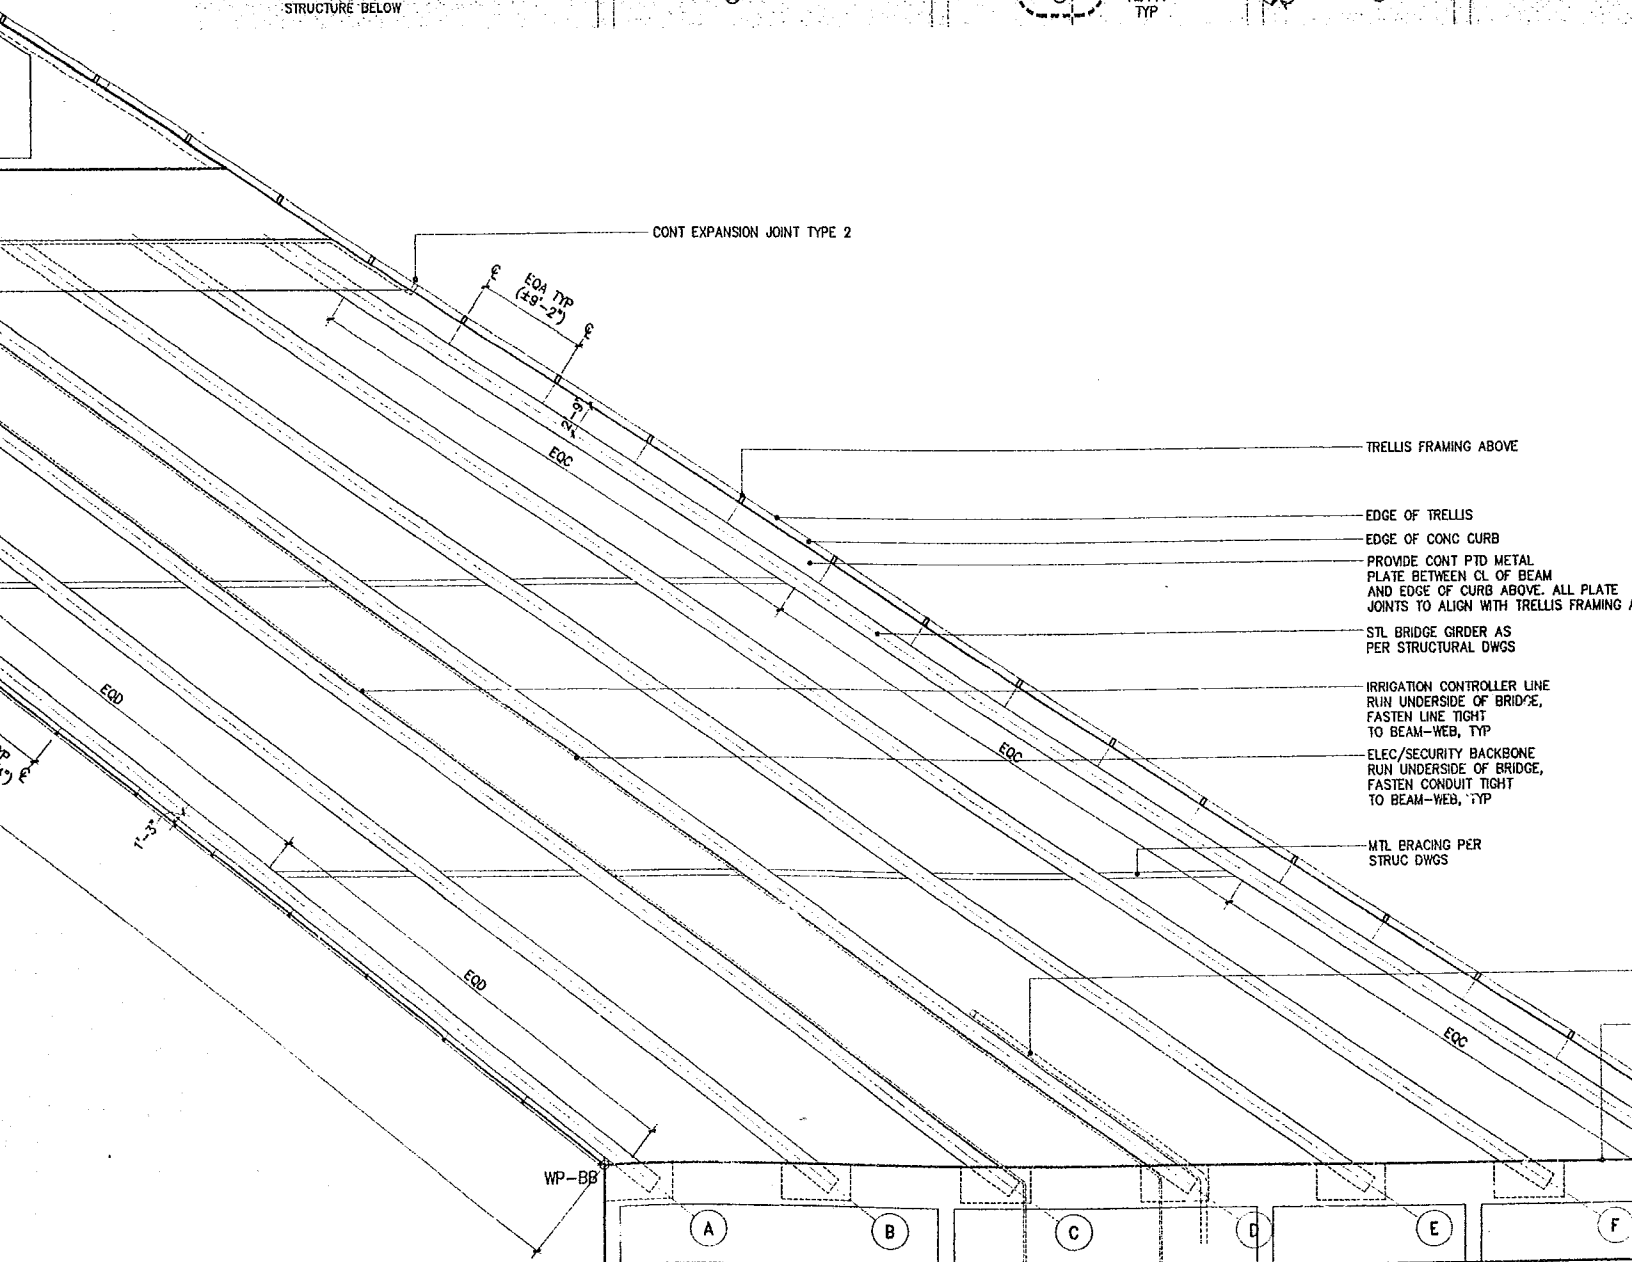 STRUCTURE BELOW
TYP
CONT EXPANSION JOINT TYPE 2
EQA TYP
(±9'-2")
2'-9"
EQC
TRELLIS FRAMING ABOVE
EDGE OF TRELLIS
EDGE OF CONC CURB
PROVIDE CONT PTD METAL
PLATE BETWEEN CL OF BEAM
AND EDGE OF CURB ABOVE. ALL PLATE
JOINTS TO ALIGN WITH TRELLIS FRAMING
STL BRIDGE GIRDER AS
PER STRUCTURAL DWGS
IRRIGATION CONTROLLER LINE
RUN UNDERSIDE OF BRIDGE,
FASTEN LINE TIGHT
TO BEAM-WEB, TYP
EQD
EQC
ELEC/SECURITY BACKBONE
RUN UNDERSIDE OF BRIDGE,
FASTEN CONDUIT TIGHT
TO BEAM-WEB, TYP
1'-3"
MTL BRACING PER
STRUC DWGS
EQD
EQC
WP-BB
A
B
C
D
E
F